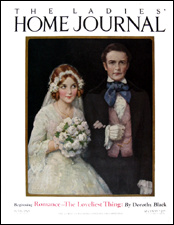 THE LADIES'
HOME JOURNAL
Beginning Romance—The Loveliest Thing: By Dorothy Black